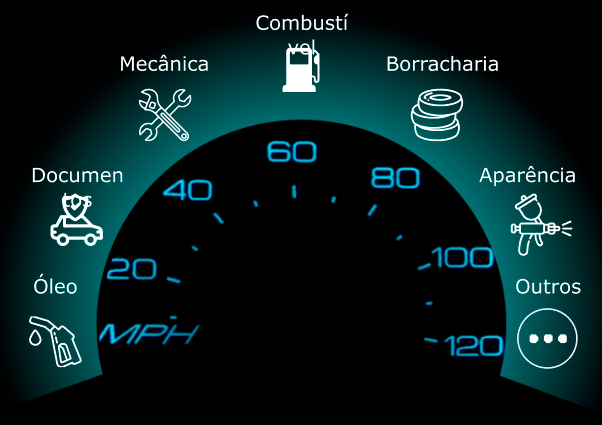 Combustí
vel
Mecânica
Borracharia
Documen
tos
Aparência
Óleo
Outros
60
40
80
20
100
MPH
120